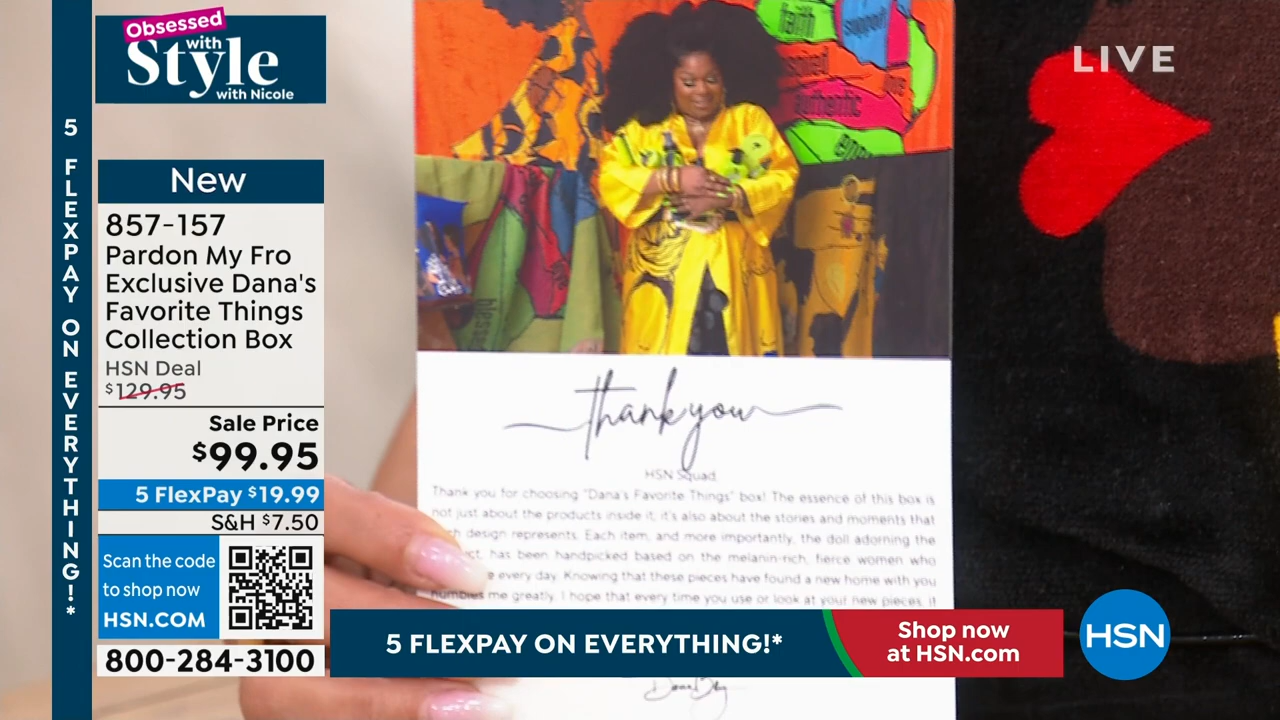 Obsessed
with
Style
with Nicole
LIVE
5 FLEXPAY ON EVERYTHING!*
New
857-157
Pardon My Fro
Exclusive Dana's
Favorite Things
Collection Box
HSN Deal
$129.95
Sale Price
$99.95
5 FlexPay $19.99
S&H $7.50
Scan the code
to shop now
HSN.COM
800-284-3100
faith
support
authentic
thank you
HSN Squad,
Thank you for choosing "Dana's Favorite Things" box! The essence of this box is
not just about the products inside it; it's also about the stories and moments that
design represents. Each item, and more importantly, the doll adorning the
has been handpicked based on the melanin-rich, fierce women who
every day. Knowing that these pieces have found a new home with you
humbles me greatly. I hope that every time you use or look at your new pieces, it
5 FLEXPAY ON EVERYTHING!*
Shop now
at HSN.com
HSN